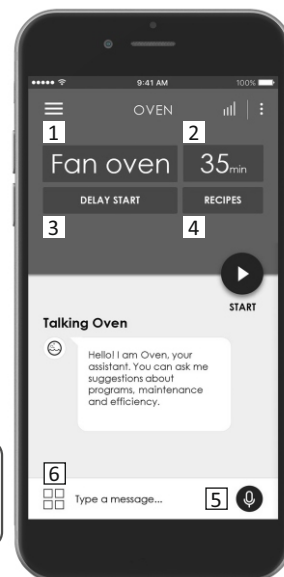 9:41 AM 100%
OVEN
1 2
Fan oven 35min
DELAY START RECIPES
3 4
START
Talking Oven
Hello! I am Oven, your
assistant. You can ask me
suggestions about
programs, maintenance
and efficiency.
6
Type a message... 5